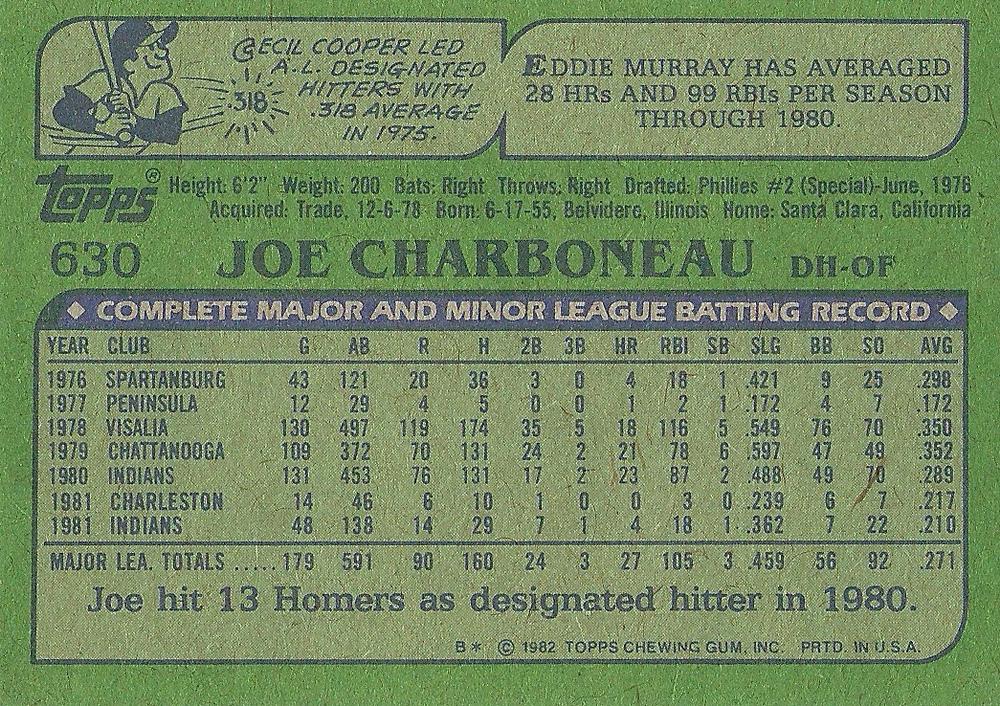 CECIL COOPER LED
A.L. DESIGNATED
HITTERS WITH
.318 AVERAGE
IN 1975.
.318
EDDIE MURRAY HAS AVERAGED
28 HRs AND 99 RBIs PER SEASON
THROUGH 1980.
TOPPS®
Height: 6'2" Weight: 200 Bats: Right Throws: Right Drafted: Phillies #2 (Special)-June, 1976
Acquired: Trade, 12-6-78 Born: 6-17-55, Belvidere, Illinois Home: Santa Clara, California
630 JOE CHARBONEAU DH-OF
◆ COMPLETE MAJOR AND MINOR LEAGUE BATTING RECORD ◆
YEAR CLUB G AB R H 2B 3B HR RBI SB SLG BB SO AVG
1976 SPARTANBURG 43 121 20 36 3 0 4 18 1 .421 9 25 .298
1977 PENINSULA 12 29 4 5 0 0 1 2 1 .172 4 7 .172
1978 VISALIA 130 497 119 174 35 5 18 116 5 .549 76 70 .350
1979 CHATTANOOGA 109 372 70 131 24 2 21 78 6 .597 47 49 .352
1980 INDIANS 131 453 76 131 17 2 23 87 2 .488 49 70 .289
1981 CHARLESTON 14 46 6 10 1 0 0 3 0 .239 6 7 .217
1981 INDIANS 48 138 14 29 7 1 4 18 1 .362 7 22 .210
MAJOR LEA. TOTALS .....179 591 90 160 24 3 27 105 3 .459 56 92 .271
Joe hit 13 Homers as designated hitter in 1980.
B* © 1982 TOPPS CHEWING GUM, INC. PRTD. IN U.S.A.